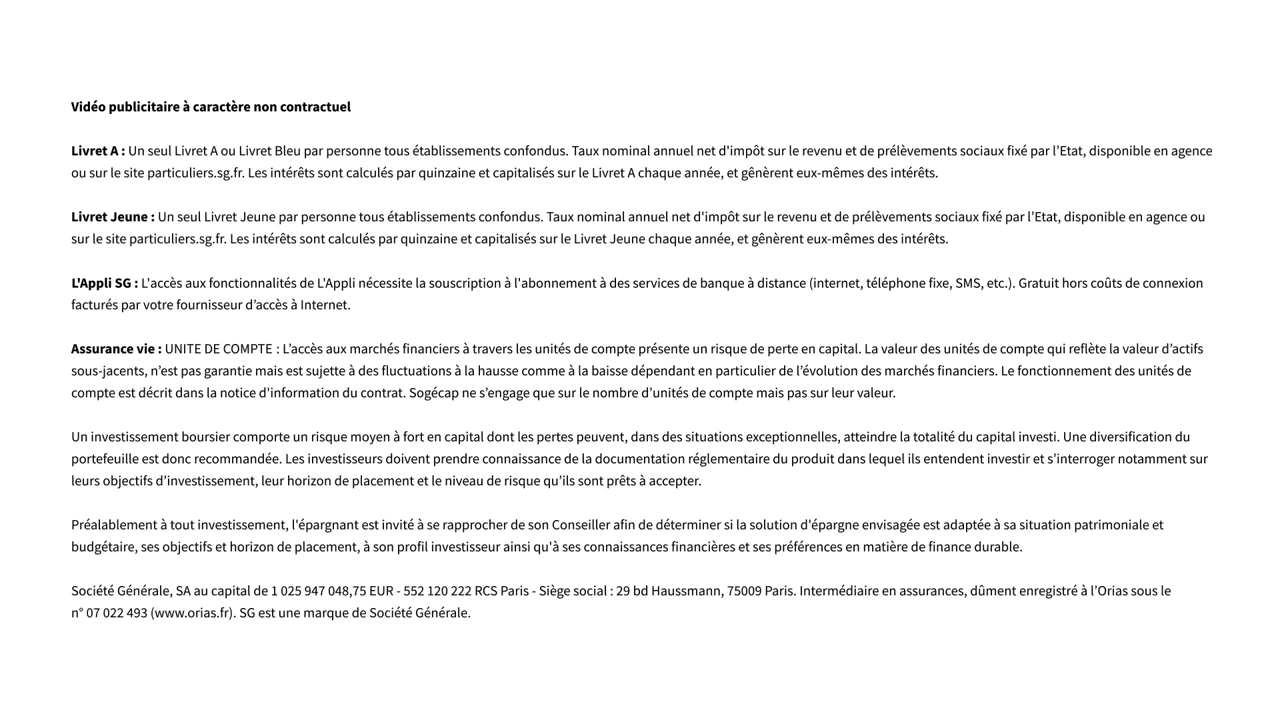 Vidéo publicitaire à caractère non contractuel
Livret A : Un seul Livret A ou Livret Bleu par personne tous établissements confondus. Taux nominal annuel net d'impôt sur le revenu et de prélèvements sociaux fixé par l’Etat, disponible en agence
ou sur le site particuliers.sg.fr. Les intérêts sont calculés par quinzaine et capitalisés sur le Livret A chaque année, et gênèrent eux-mêmes des intérêts.
Livret Jeune : Un seul Livret Jeune par personne tous établissements confondus. Taux nominal annuel net d'impôt sur le revenu et de prélèvements sociaux fixé par l’Etat, disponible en agence ou
sur le site particuliers.sg.fr. Les intérêts sont calculés par quinzaine et capitalisés sur le Livret Jeune chaque année, et gênèrent eux-mêmes des intérêts.
L'Appli SG : L'accès aux fonctionnalités de L'Appli nécessite la souscription à l'abonnement à des services de banque à distance (internet, téléphone fixe, SMS, etc.). Gratuit hors coûts de connexion
facturés par votre fournisseur d’accès à Internet.
Assurance vie : UNITE DE COMPTE : L’accès aux marchés financiers à travers les unités de compte présente un risque de perte en capital. La valeur des unités de compte qui reflète la valeur d’actifs
sous-jacents, n’est pas garantie mais est sujette à des fluctuations à la hausse comme à la baisse dépendant en particulier de l’évolution des marchés financiers. Le fonctionnement des unités de
compte est décrit dans la notice d'information du contrat. Sogécap ne s’engage que sur le nombre d’unités de compte mais pas sur leur valeur.
Un investissement boursier comporte un risque moyen à fort en capital dont les pertes peuvent, dans des situations exceptionnelles, atteindre la totalité du capital investi. Une diversification du
portefeuille est donc recommandée. Les investisseurs doivent prendre connaissance de la documentation réglementaire du produit dans lequel ils entendent investir et s’interroger notamment sur
leurs objectifs d’investissement, leur horizon de placement et le niveau de risque qu’ils sont prêts à accepter.
Préalablement à tout investissement, l'épargnant est invité à se rapprocher de son Conseiller afin de déterminer si la solution d'épargne envisagée est adaptée à sa situation patrimoniale et
budgétaire, ses objectifs et horizon de placement, à son profil investisseur ainsi qu'à ses connaissances financières et ses préférences en matière de finance durable.
Société Générale, SA au capital de 1 025 947 048,75 EUR - 552 120 222 RCS Paris - Siège social : 29 bd Haussmann, 75009 Paris. Intermédiaire en assurances, dûment enregistré à l’Orias sous le
n° 07 022 493 (www.orias.fr). SG est une marque de Société Générale.